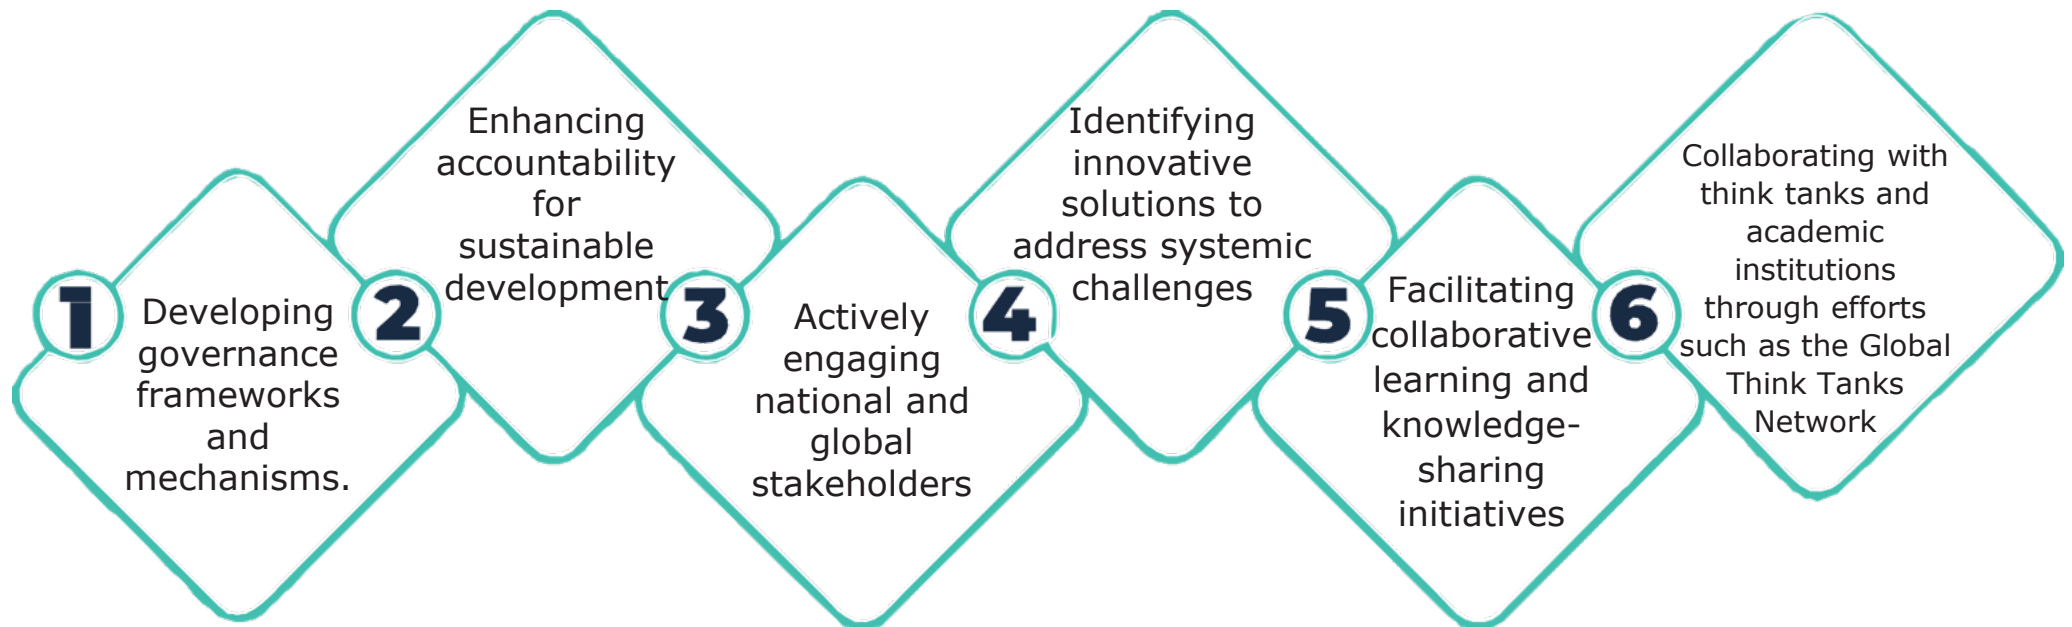 1
Developing
governance
frameworks
and
mechanisms.
2
Enhancing
accountability
for
sustainable
development
3
Actively
engaging
national and
global
stakeholders
4
Identifying
innovative
solutions to
address systemic
challenges
5
Facilitating
collaborative
learning and
knowledge-
sharing
initiatives
6
Collaborating with
think tanks and
academic
institutions
through efforts
such as the Global
Think Tanks
Network